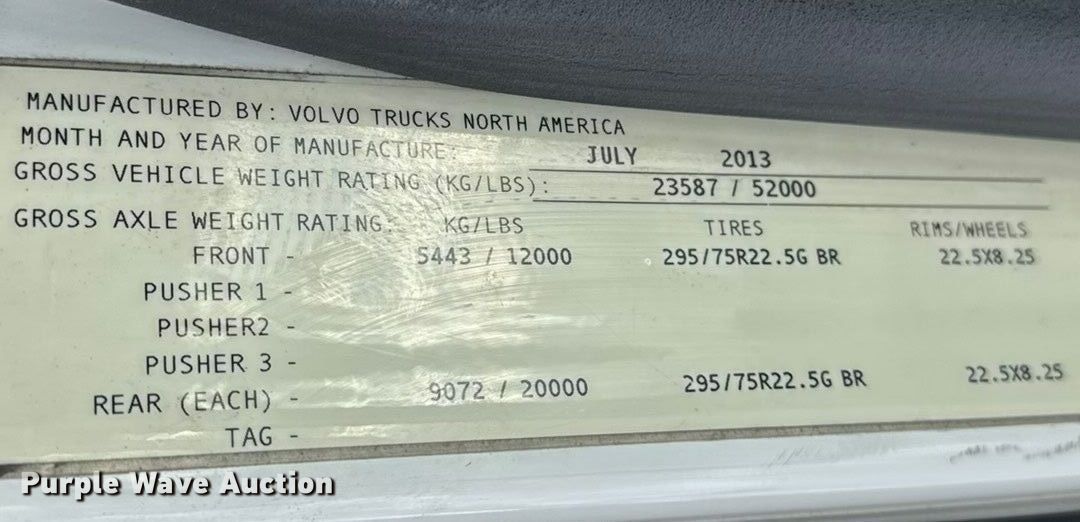 MANUFACTURED BY: VOLVO TRUCKS NORTH AMERICA
MONTH AND YEAR OF MANUFACTURE: JULY 2013
GROSS VEHICLE WEIGHT RATING (KG/LBS): 23587 / 52000
GROSS AXLE WEIGHT RATING: KG/LBS TIRES RIMS/WHEELS
FRONT - 5443 / 12000 295/75R22.5G BR 22.5X8.25
PUSHER 1 -
PUSHER2 -
PUSHER 3 -
REAR (EACH) - 9072 / 20000 295/75R22.5G BR 22.5X8.25
TAG -
Purple Wave Auction